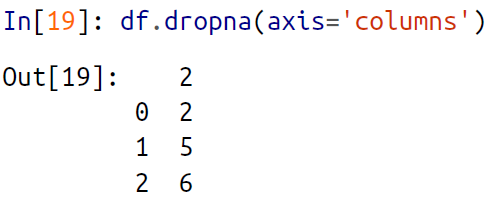 In[19]: df.dropna(axis='columns')
Out[19]:    2
         0  2
         1  5
         2  6